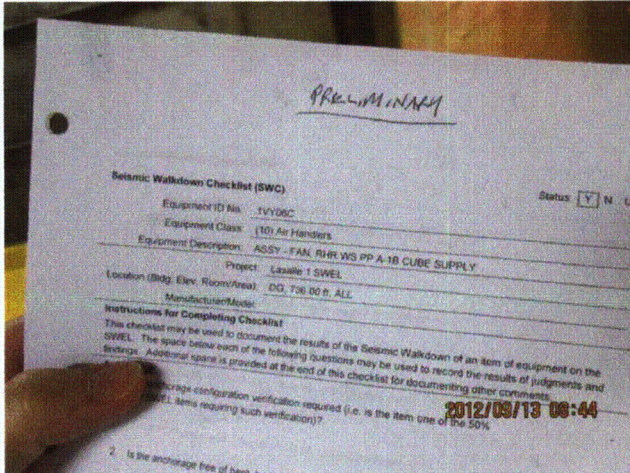 PRELIMINARY
Seismic Walkdown Checklist (SWC)
Status: Y N
Equipment ID No. 1VY06C
Equipment Class: (10) Air Handlers
Equipment Description: ASSY - FAN, RHR WS PP A-1B CUBE SUPPLY
Project: Lasalle 1 SWEL
Location (Bldg, Elev, Room/Area): DG, 736.00 ft, ALL
Manufacturer/Model:
Instructions for Completing Checklist
This checklist may be used to document the results of the Seismic Walkdown of an item of equipment on the
SWEL. The space below each of the following questions may be used to record the results of judgments and
findings. Additional space is provided at the end of this checklist for documenting other comments.
configuration verification required (i.e. is the item one of the 50%
SWEL items requiring such verification)?
2012/09/13 08:44
2. Is the anchorage free of